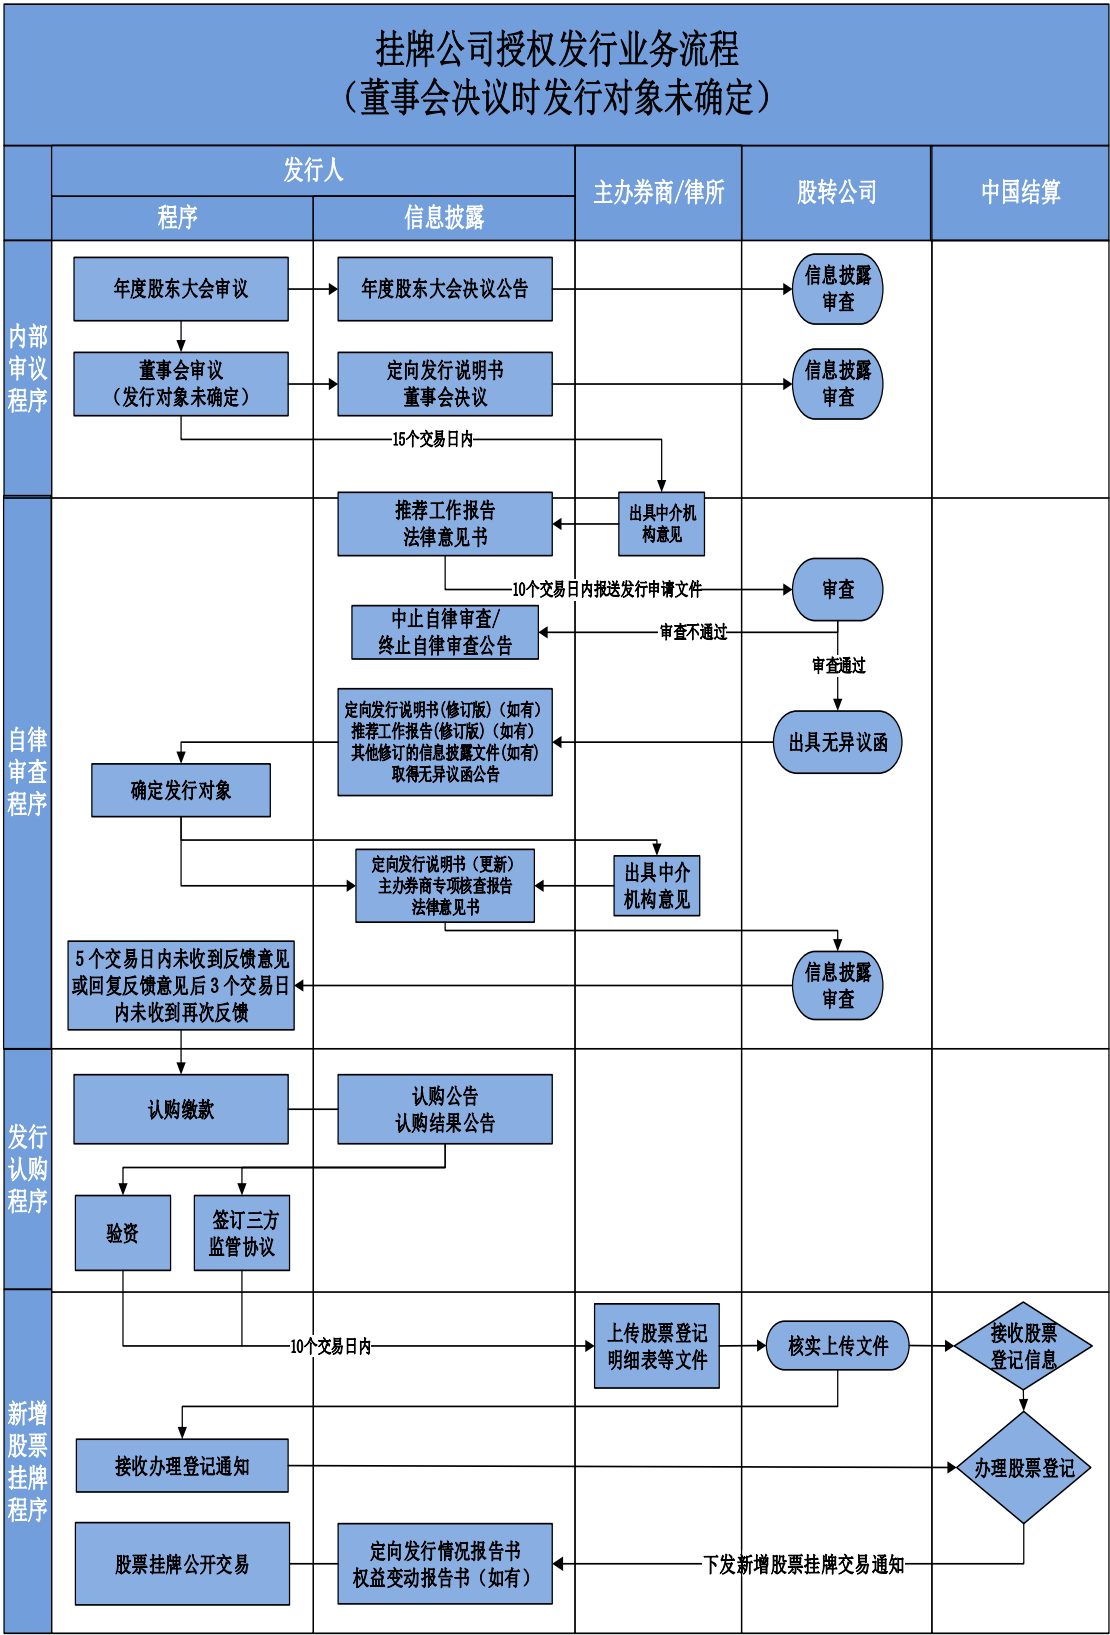 挂牌公司授权发行业务流程
（董事会决议时发行对象未确定）
发行人
主办券商/律所
股转公司
中国结算
程序
信息披露
内部
审议
程序
年度股东大会审议
年度股东大会决议公告
信息披露
审查
董事会审议
（发行对象未确定）
定向发行说明书
董事会决议
信息披露
审查
15个交易日内
自律
审查
程序
推荐工作报告
法律意见书
出具中介机
构意见
10个交易日内报送发行申请文件
审查
中止自律审查/
终止自律审查公告
审查不通过
审查通过
定向发行说明书(修订版)（如有）
推荐工作报告(修订版)（如有）
其他修订的信息披露文件(如有)
取得无异议函公告
出具无异议函
确定发行对象
定向发行说明书（更新）
主办券商专项核查报告
法律意见书
出具中介
机构意见
5个交易日内未收到反馈意见
或回复反馈意见后3个交易日
内未收到再次反馈
信息披露
审查
发行
认购
程序
认购缴款
认购公告
认购结果公告
验资
签订三方
监管协议
新增
股票
挂牌
程序
10个交易日内
上传股票登记
明细表等文件
核实上传文件
接收股票
登记信息
接收办理登记通知
办理股票登记
股票挂牌公开交易
定向发行情况报告书
权益变动报告书（如有）
下发新增股票挂牌交易通知